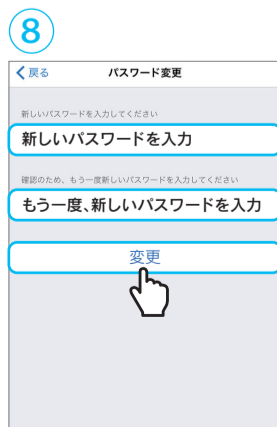 8
戻る パスワード変更
新しいパスワードを入力してください
新しいパスワードを入力
確認のため、もう一度新しいパスワードを入力してください
もう一度、新しいパスワードを入力
変更